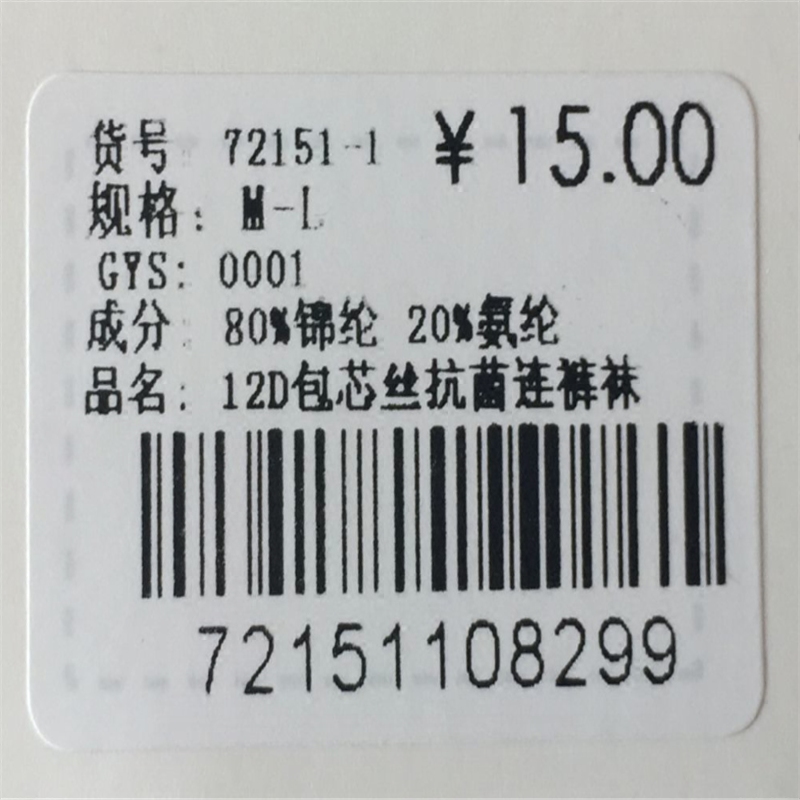 货号: 72151-1 ¥15.00
规格: M-L
GYS: 0001
成分: 80%锦纶 20%氨纶
品名: 12D包芯丝抗菌连裤袜
72151108299